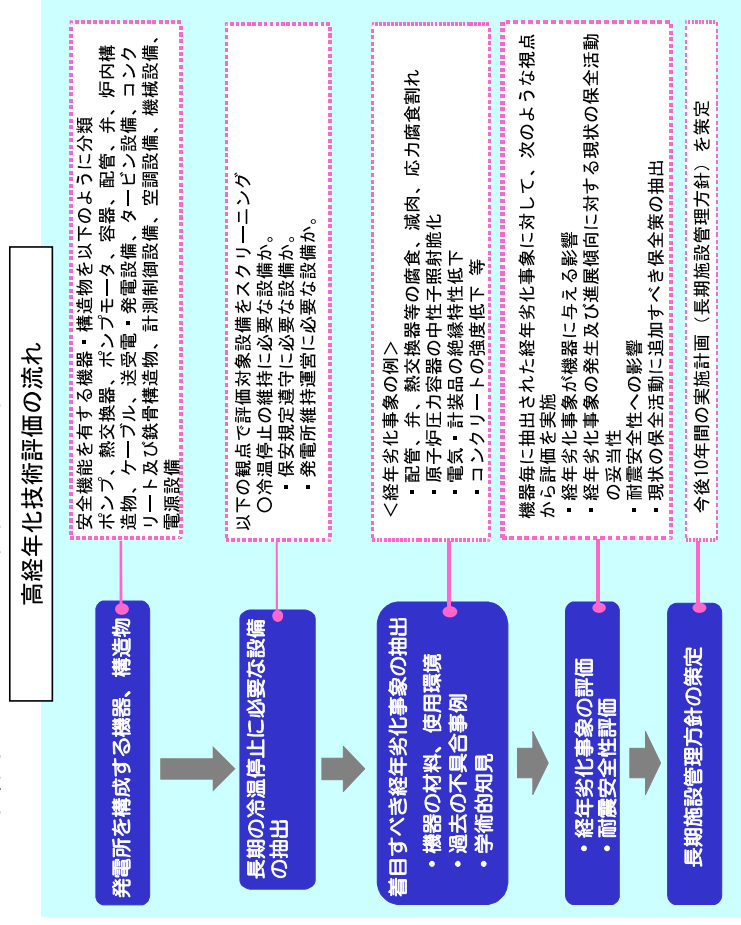 高経年化技術評価の流れ
発電所を構成する機器、構造物
安全機能を有する機器・構造物を以下のように分類
ポンプ、熱交換器、ポンプモータ、容器、配管、弁、炉内構
造物、ケーブル、送受電・発電設備、タービン設備、コンク
リート及び鉄骨構造物、計測制御設備、空調設備、機械設備、
電源設備
長期の冷温停止に必要な設備
の抽出
以下の観点で評価対象設備をスクリーニング
〇冷温停止の維持に必要な設備か。
・保安規定遵守に必要な設備か。
・発電所維持運営に必要な設備か。
着目すべき経年劣化事象の抽出
・機器の材料、使用環境
・過去の不具合事例
・学術的知見
＜経年劣化事象の例＞
・配管、弁、熱交換器等の腐食、減肉、応力腐食割れ
・原子炉圧力容器の中性子照射脆化
・電気・計装品の絶縁特性低下
・コンクリートの強度低下 等
・経年劣化事象の評価
・耐震安全性評価
機器毎に抽出された経年劣化事象に対して、次のような視点
から評価を実施
・経年劣化事象が機器に与える影響
・経年劣化事象の発生及び進展傾向に対する現状の保全活動
の妥当性
・耐震安全性への影響
・現状の保全活動に追加すべき保全策の抽出
長期施設管理方針の策定
今後10年間の実施計画（長期施設管理方針）を策定